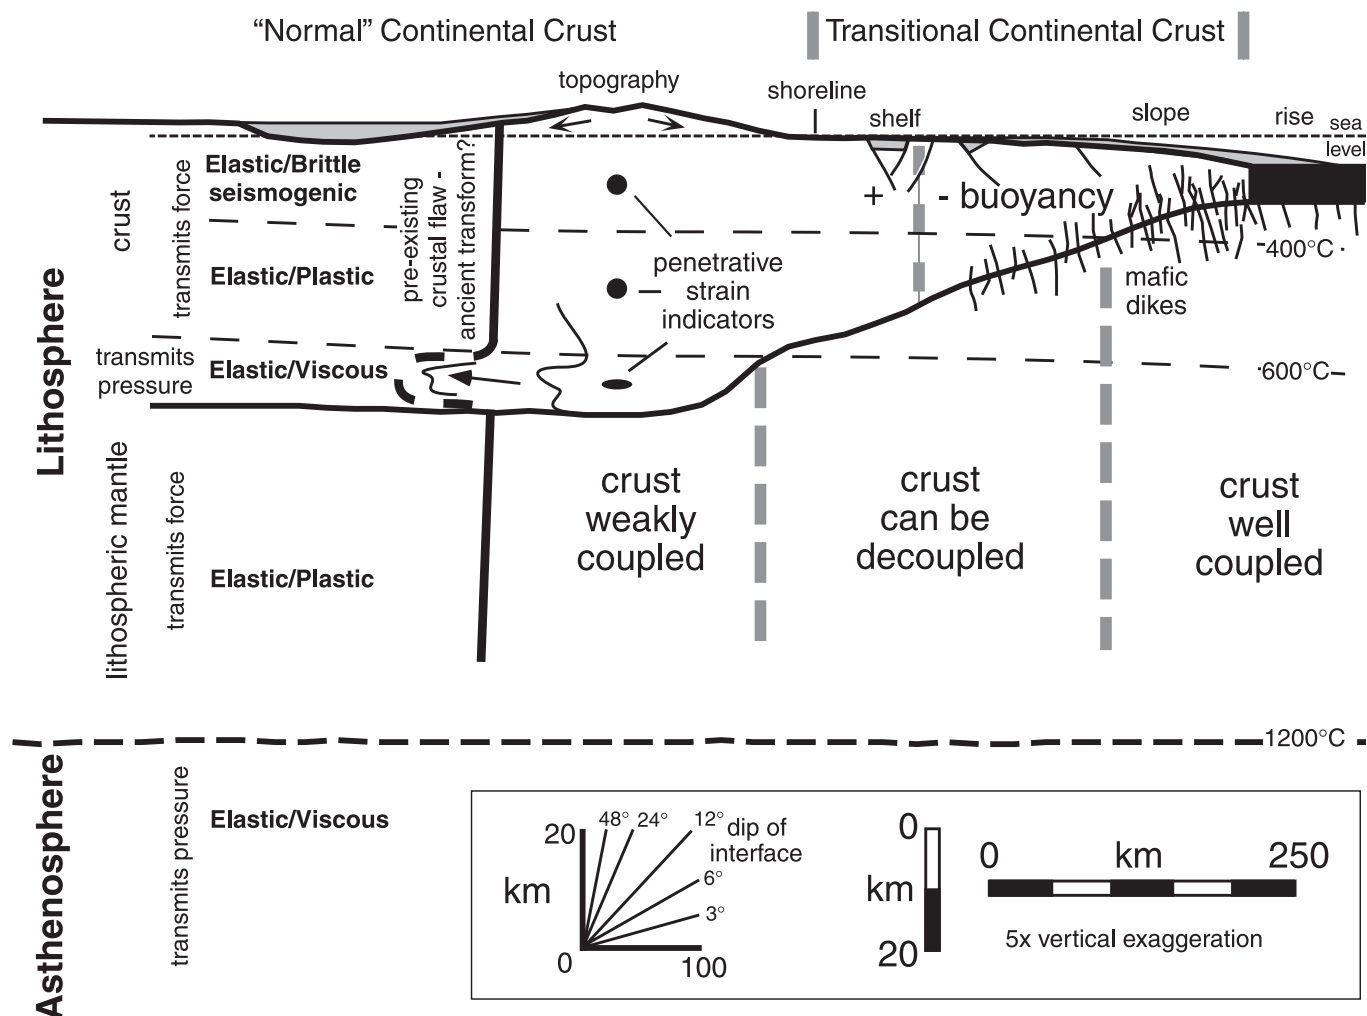 “Normal” Continental Crust
Transitional Continental Crust
topography
shoreline
shelf
slope
rise
sea
level
Lithosphere
crust
transmits force
Elastic/Brittle
seismogenic
Elastic/Plastic
pre-existing
crustal flaw -
ancient transform?
penetrative
strain
indicators
+
- buoyancy
mafic
dikes
400°C
transmits
pressure
Elastic/Viscous
600°C
lithospheric mantle
transmits force
Elastic/Plastic
crust
weakly
coupled
crust
can be
decoupled
crust
well
coupled
1200°C
Asthenosphere
transmits pressure
Elastic/Viscous
20
km
0
100
48°
24°
12°
dip of
interface
6°
3°
0
km
20
0
km
250
5x vertical exaggeration